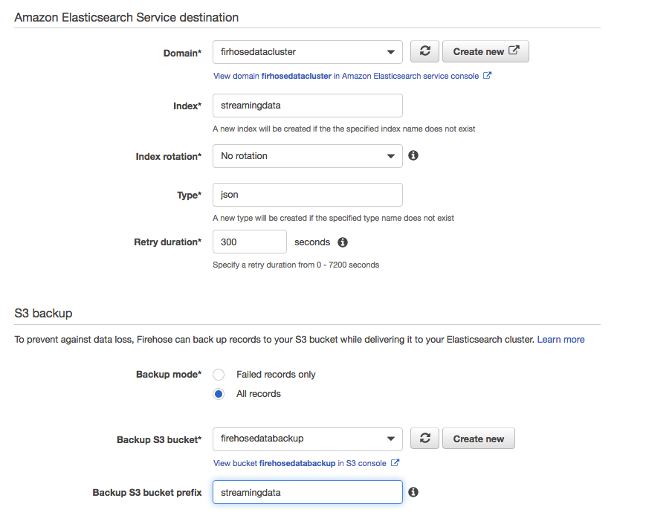 Amazon Elasticsearch Service destination
Domain* firhosedatacluster Create new
View domain firhosedatacluster in Amazon Elasticsearch service console
Index* streamingdata
A new index will be created if the the specified index name does not exist
Index rotation* No rotation
Type* json
A new type will be created if the specified type name does not exist
Retry duration* 300 seconds
Specify a retry duration from 0 - 7200 seconds
S3 backup
To prevent against data loss, Firehose can back up records to your S3 bucket while delivering it to your Elasticsearch cluster. Learn more
Backup mode* Failed records only
All records
Backup S3 bucket* firehosedatabackup Create new
View bucket firehosedatabackup in S3 console
Backup S3 bucket prefix streamingdata